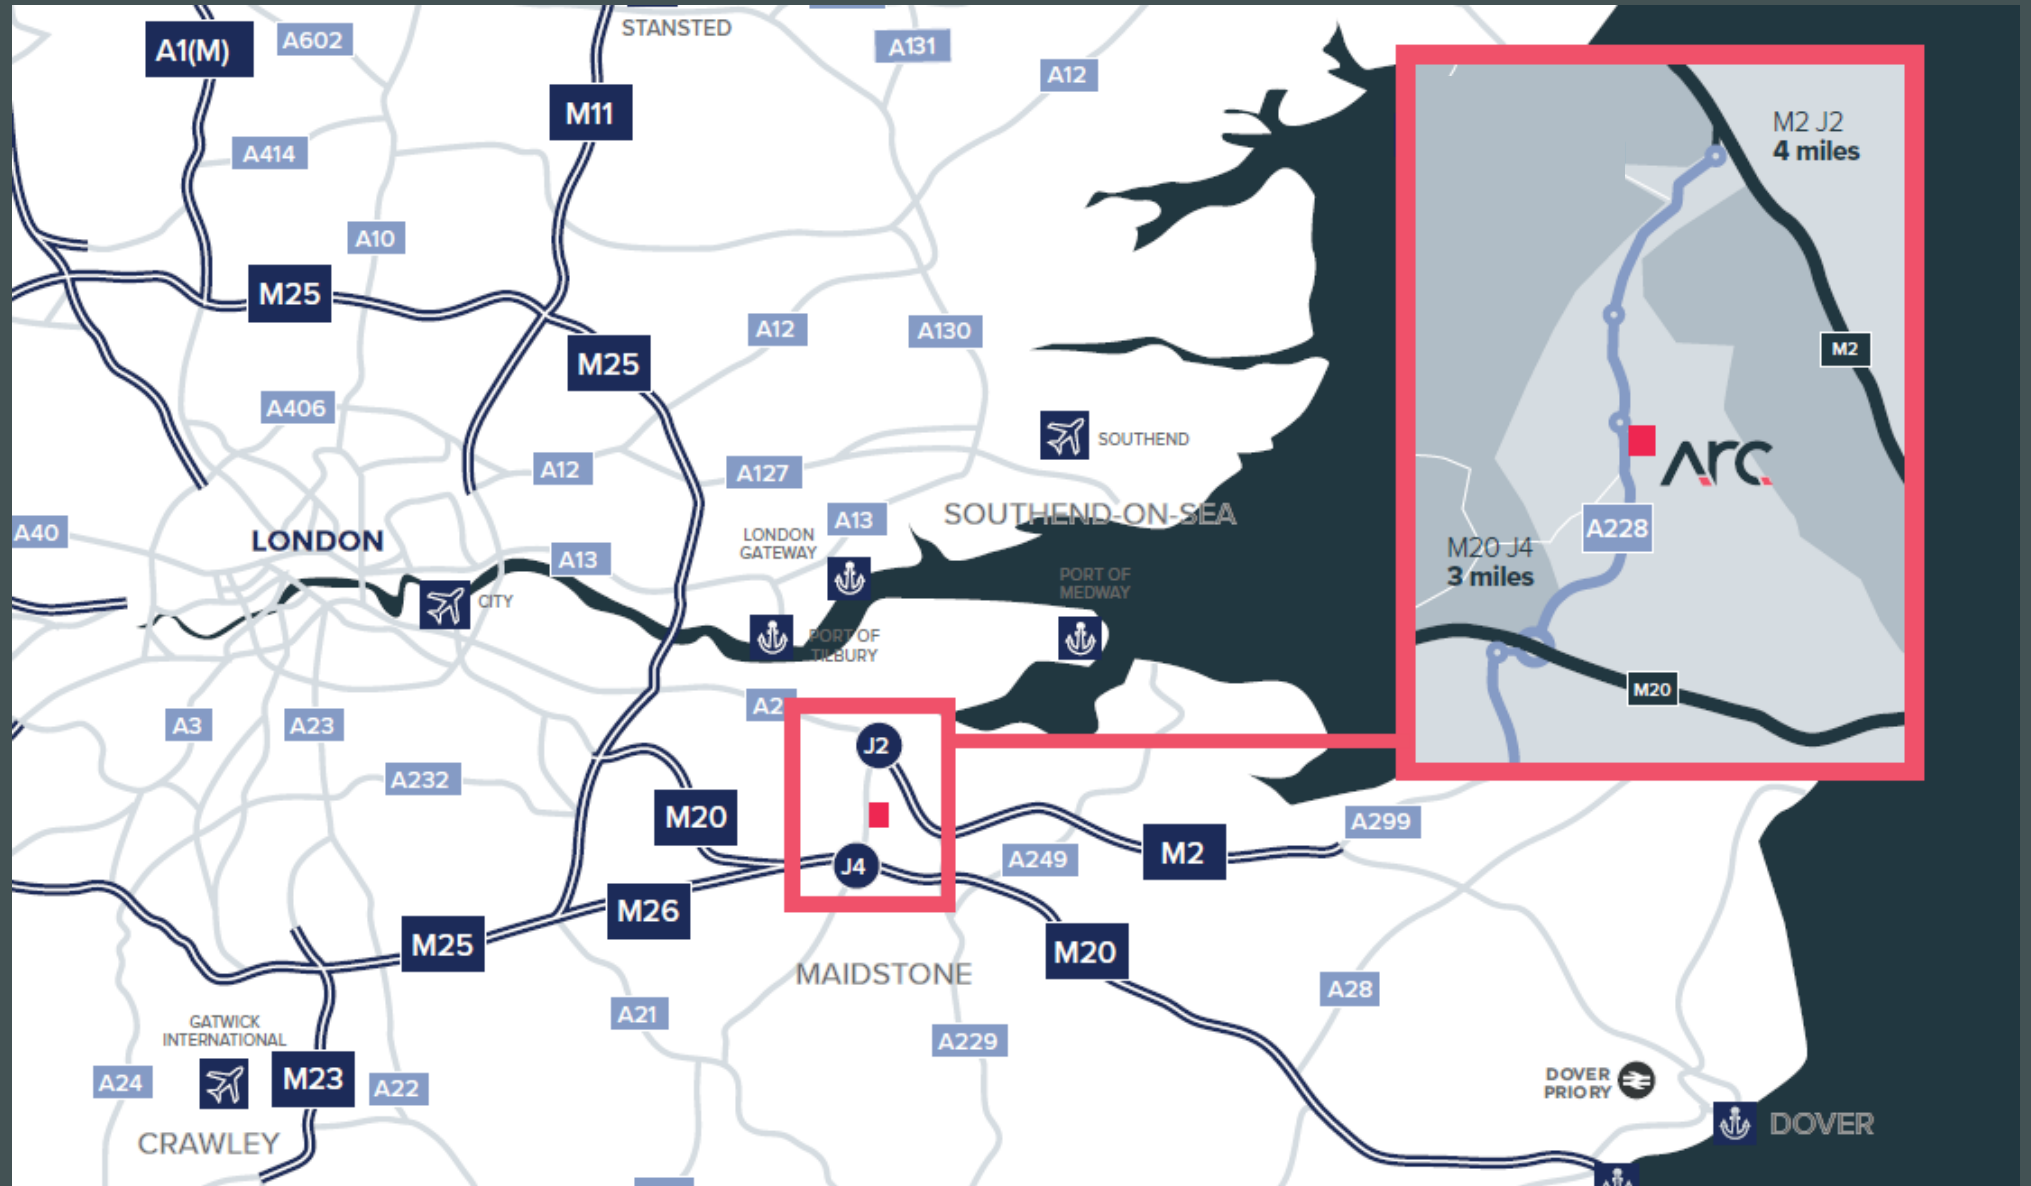 STANSTED
A1(M)
A602
A131
A12
M11
A414
A10
M25
M25
A12
A130
A406
SOUTHEND
A12
A127
SOUTHEND-ON-SEA
A13
LONDON
GATEWAY
A40
LONDON
A13
PORT OF
MEDWAY
CITY
PORT OF
TILBURY
A2
A3
A23
J2
A232
M20
A299
M2
A249
J4
M26
M25
M20
MAIDSTONE
A28
A21
A229
GATWICK
INTERNATIONAL
A24
M23
A22
CRAWLEY
DOVER
PRIORY
DOVER
M2 J2
4 miles
M2
Arc
A228
M20 J4
3 miles
M20